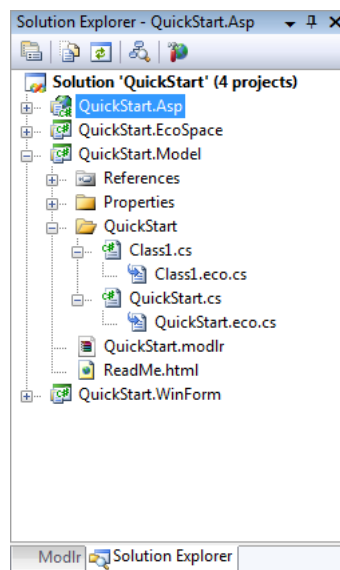 Solution Explorer - QuickStart.Asp
Solution 'QuickStart' (4 projects)
QuickStart.Asp
QuickStart.EcoSpace
QuickStart.Model
References
Properties
QuickStart
Class1.cs
Class1.eco.cs
QuickStart.cs
QuickStart.eco.cs
QuickStart.modlr
ReadMe.html
QuickStart.WinForm
Modlr Solution Explorer